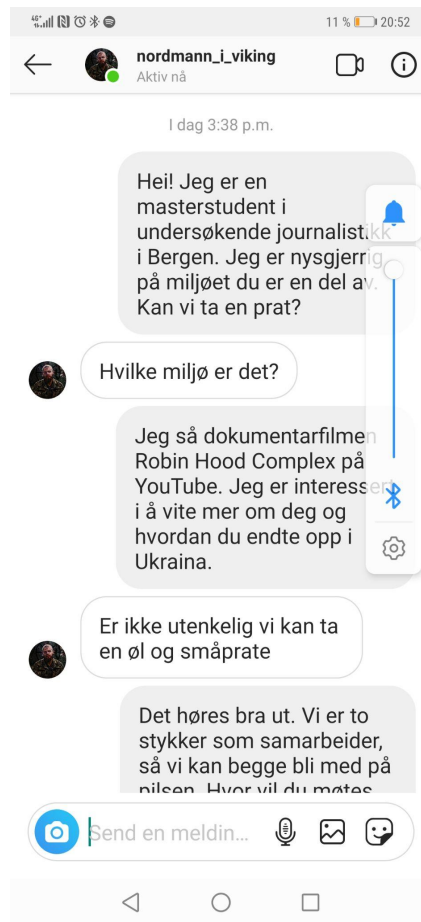 46+ 11 % 20:52
nordmann_i_viking
Aktiv nå
I dag 3:38 p.m.
Hei! Jeg er en
masterstudent i
undersøkende journalistikk
i Bergen. Jeg er nysgjerrig
på miljøet du er en del av.
Kan vi ta en prat?
Hvilke miljø er det?
Jeg så dokumentarfilmen
Robin Hood Complex på
YouTube. Jeg er interessert
i å vite mer om deg og
hvordan du endte opp i
Ukraina.
Er ikke utenkelig vi kan ta
en øl og småprate
Det høres bra ut. Vi er to
stykker som samarbeider,
så vi kan begge bli med på
pilsen. Hvor vil du møtes
Send en meldin...